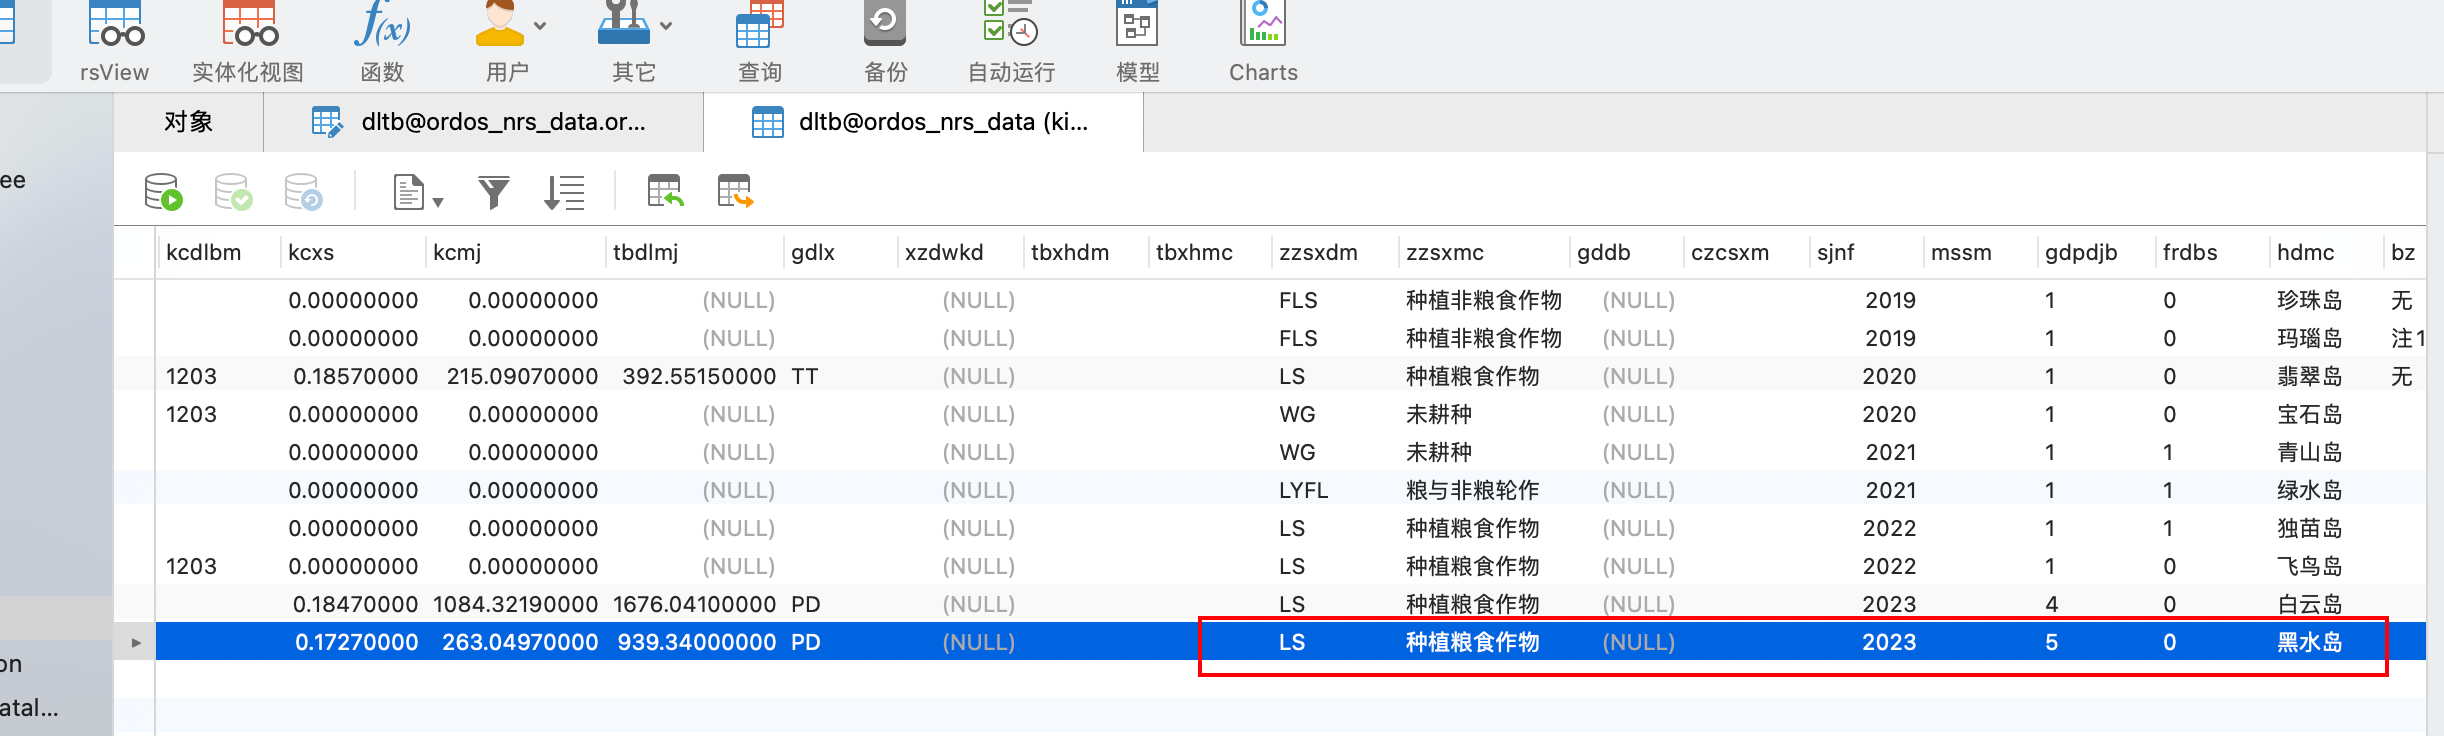 rsView 实体化视图 函数 用户 其它 查询 备份 自动运行 模型 Charts
对象 dltb@ordos_nrs_data.or... dltb@ordos_nrs_data (ki...
ee
kcdlbm kcxs kcmj tbdlmj gdlx xzdwkd tbxhdm tbxhmc zzsxdm zzsxmc gddb czcsxm sjnf mssm gdpdjb frdbs hdmc bz
0.00000000 0.00000000 (NULL) (NULL) FLS 种植非粮食作物 (NULL) 2019 1 0 珍珠岛 无
0.00000000 0.00000000 (NULL) (NULL) FLS 种植非粮食作物 (NULL) 2019 1 0 玛瑙岛 注1
1203 0.18570000 215.09070000 392.55150000 TT (NULL) LS 种植粮食作物 (NULL) 2020 1 0 翡翠岛 无
1203 0.00000000 0.00000000 (NULL) (NULL) WG 未耕种 (NULL) 2020 1 0 宝石岛
0.00000000 0.00000000 (NULL) (NULL) WG 未耕种 (NULL) 2021 1 1 青山岛
0.00000000 0.00000000 (NULL) (NULL) LYFL 粮与非粮轮作 (NULL) 2021 1 1 绿水岛
0.00000000 0.00000000 (NULL) (NULL) LS 种植粮食作物 (NULL) 2022 1 1 独苗岛
1203 0.00000000 0.00000000 (NULL) (NULL) LS 种植粮食作物 (NULL) 2022 1 0 飞鸟岛
0.18470000 1084.32190000 1676.04100000 PD (NULL) LS 种植粮食作物 (NULL) 2023 4 0 白云岛
0.17270000 263.04970000 939.34000000 PD (NULL) LS 种植粮食作物 (NULL) 2023 5 0 黑水岛
on
atal...